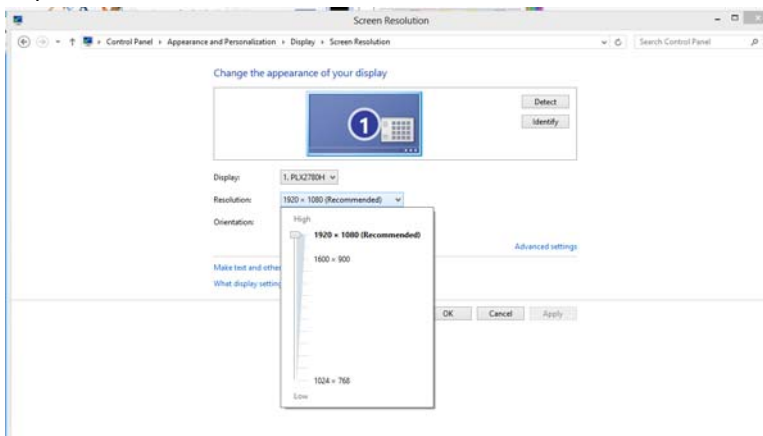 Screen Resolution
Control Panel Appearance and Personalization Display Screen Resolution
Search Control Panel
Change the appearance of your display
1
Detect
Identify
Display:
1. PLX2780H
Resolution:
1920 × 1080 (Recommended)
Orientation:
High
1920 × 1080 (Recommended)
1600 × 900
1024 × 768
Low
Advanced settings
Make text and other
What display setting
OK Cancel Apply